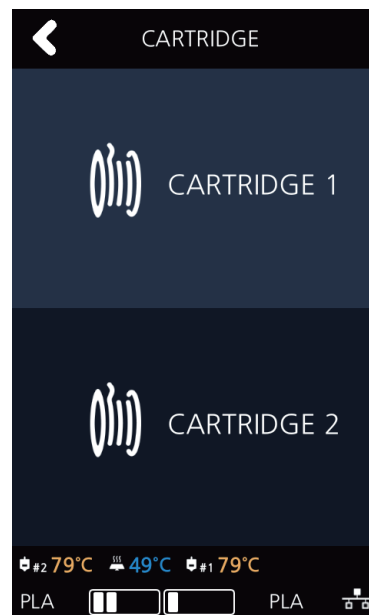 CARTRIDGE
CARTRIDGE 1
CARTRIDGE 2
#2 79°C 49°C #1 79°C
PLA PLA